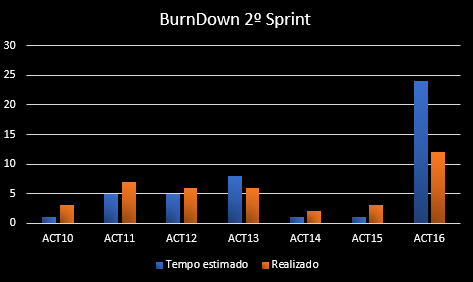 BurnDown 2º Sprint
30
25
20
15
10
5
0
ACT10 ACT11 ACT12 ACT13 ACT14 ACT15 ACT16
Tempo estimado Realizado